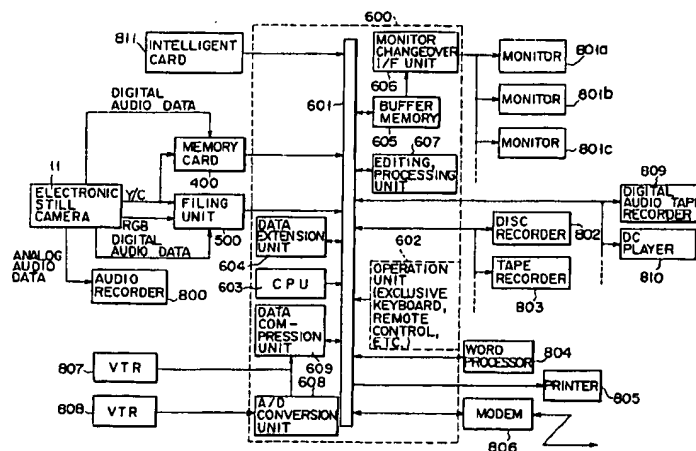 600
811
INTELLIGENT
CARD
MONITOR
CHANGEOVER
I/F UNIT
606
MONITOR
801a
601
DIGITAL
AUDIO DATA
BUFFER
MEMORY
605
607
MONITOR
801b
MEMORY
CARD
400
EDITING,
PROCESSING
UNIT
MONITOR
801c
11
ELECTRONIC
STILL
CAMERA
Y/C
RGB
FILING
UNIT
500
DIGITAL
AUDIO DATA
809
DIGITAL
AUDIO TAPE
RECORDER
DATA
EXTENSION
UNIT
604
602
DISC
RECORDER
802
DC
PLAYER
810
ANALOG
AUDIO
DATA
AUDIO
RECORDER
800
CPU
603
OPERATION
UNIT
(EXCLUSIVE
KEYBOARD,
REMOTE
CONTROL,
ETC.)
TAPE
RECORDER
803
DATA
COM-
PRESSION
UNIT
609
807
VTR
608
WORD
PROCESSOR
804
PRINTER
805
808
VTR
A/D
CONVERSION
UNIT
MODEM
806